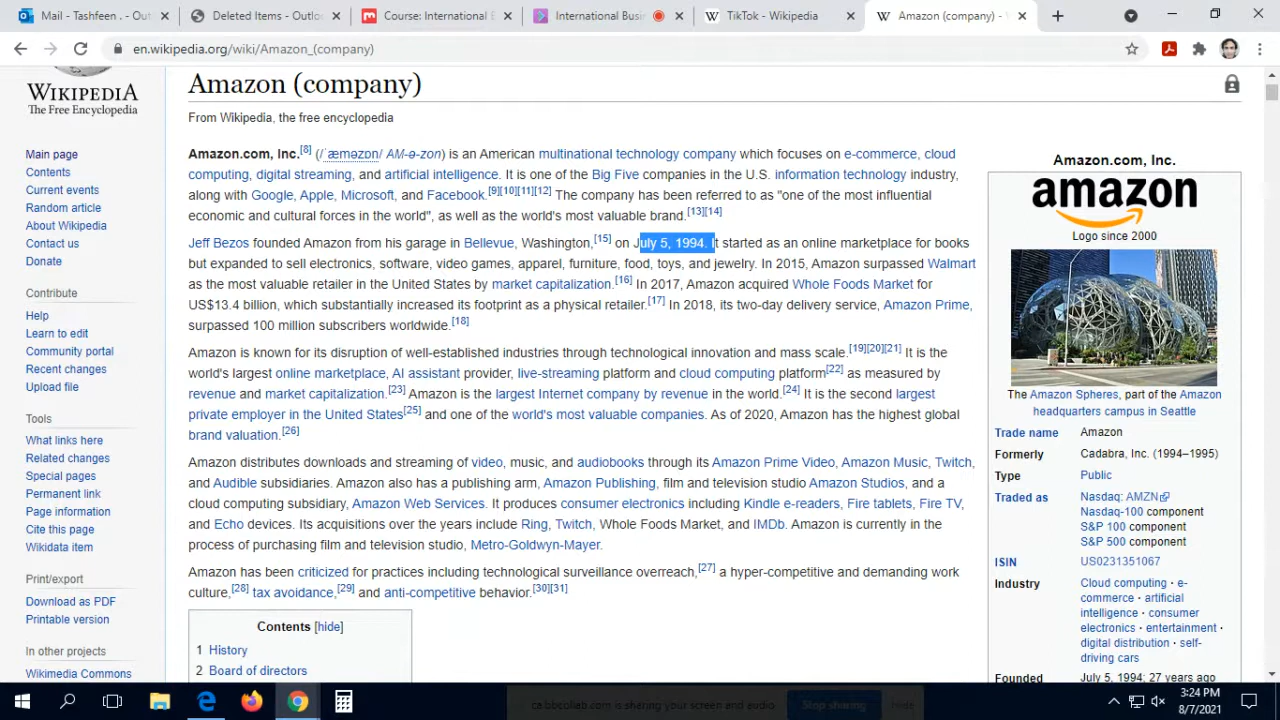 Mail - Tashfeen . - Out
Deleted Items - Outloo
Course: International E
International Busi
TikTok - Wikipedia
Amazon (company) -
en.wikipedia.org/wiki/Amazon_(company)
WIKIPEDIA
The Free Encyclopedia
Main page
Contents
Current events
Random article
About Wikipedia
Contact us
Donate
Contribute
Help
Learn to edit
Community portal
Recent changes
Upload file
Tools
What links here
Related changes
Special pages
Permanent link
Page information
Cite this page
Wikidata item
Print/export
Download as PDF
Printable version
In other projects
Wikimedia Commons
Amazon (company)
From Wikipedia, the free encyclopedia
Amazon.com, Inc.[8] (/ˈæməzɒn/ AM-ə-zon) is an American multinational technology company which focuses on e-commerce, cloud
computing, digital streaming, and artificial intelligence. It is one of the Big Five companies in the U.S. information technology industry,
along with Google, Apple, Microsoft, and Facebook.[9][10][11][12] The company has been referred to as "one of the most influential
economic and cultural forces in the world", as well as the world's most valuable brand.[13][14]
Jeff Bezos founded Amazon from his garage in Bellevue, Washington,[15] on July 5, 1994. It started as an online marketplace for books
but expanded to sell electronics, software, video games, apparel, furniture, food, toys, and jewelry. In 2015, Amazon surpassed Walmart
as the most valuable retailer in the United States by market capitalization.[16] In 2017, Amazon acquired Whole Foods Market for
US$13.4 billion, which substantially increased its footprint as a physical retailer.[17] In 2018, its two-day delivery service, Amazon Prime,
surpassed 100 million subscribers worldwide.[18]
Amazon is known for its disruption of well-established industries through technological innovation and mass scale.[19][20][21] It is the
world's largest online marketplace, AI assistant provider, live-streaming platform and cloud computing platform[22] as measured by
revenue and market capitalization.[23] Amazon is the largest Internet company by revenue in the world.[24] It is the second largest
private employer in the United States[25] and one of the world's most valuable companies. As of 2020, Amazon has the highest global
brand valuation.[26]
Amazon distributes downloads and streaming of video, music, and audiobooks through its Amazon Prime Video, Amazon Music, Twitch,
and Audible subsidiaries. Amazon also has a publishing arm, Amazon Publishing, film and television studio Amazon Studios, and a
cloud computing subsidiary, Amazon Web Services. It produces consumer electronics including Kindle e-readers, Fire tablets, Fire TV,
and Echo devices. Its acquisitions over the years include Ring, Twitch, Whole Foods Market, and IMDb. Amazon is currently in the
process of purchasing film and television studio, Metro-Goldwyn-Mayer.
Amazon has been criticized for practices including technological surveillance overreach,[27] a hyper-competitive and demanding work
culture,[28] tax avoidance,[29] and anti-competitive behavior.[30][31]
Contents [hide]
1 History
2 Board of directors
Amazon.com, Inc.
amazon
Logo since 2000
The Amazon Spheres, part of the Amazon
headquarters campus in Seattle
Trade name Amazon
Formerly Cadabra, Inc. (1994–1995)
Type Public
Traded as Nasdaq: AMZN
Nasdaq-100 component
S&P 100 component
S&P 500 component
ISIN US0231351067
Industry Cloud computing · e-
commerce · artificial
intelligence · consumer
electronics · entertainment ·
digital distribution · self-
driving cars
Founded July 5, 1994; 27 years ago
ca.bbcollab.com is sharing your screen and audio Stop sharing Hide
3:24 PM
8/7/2021